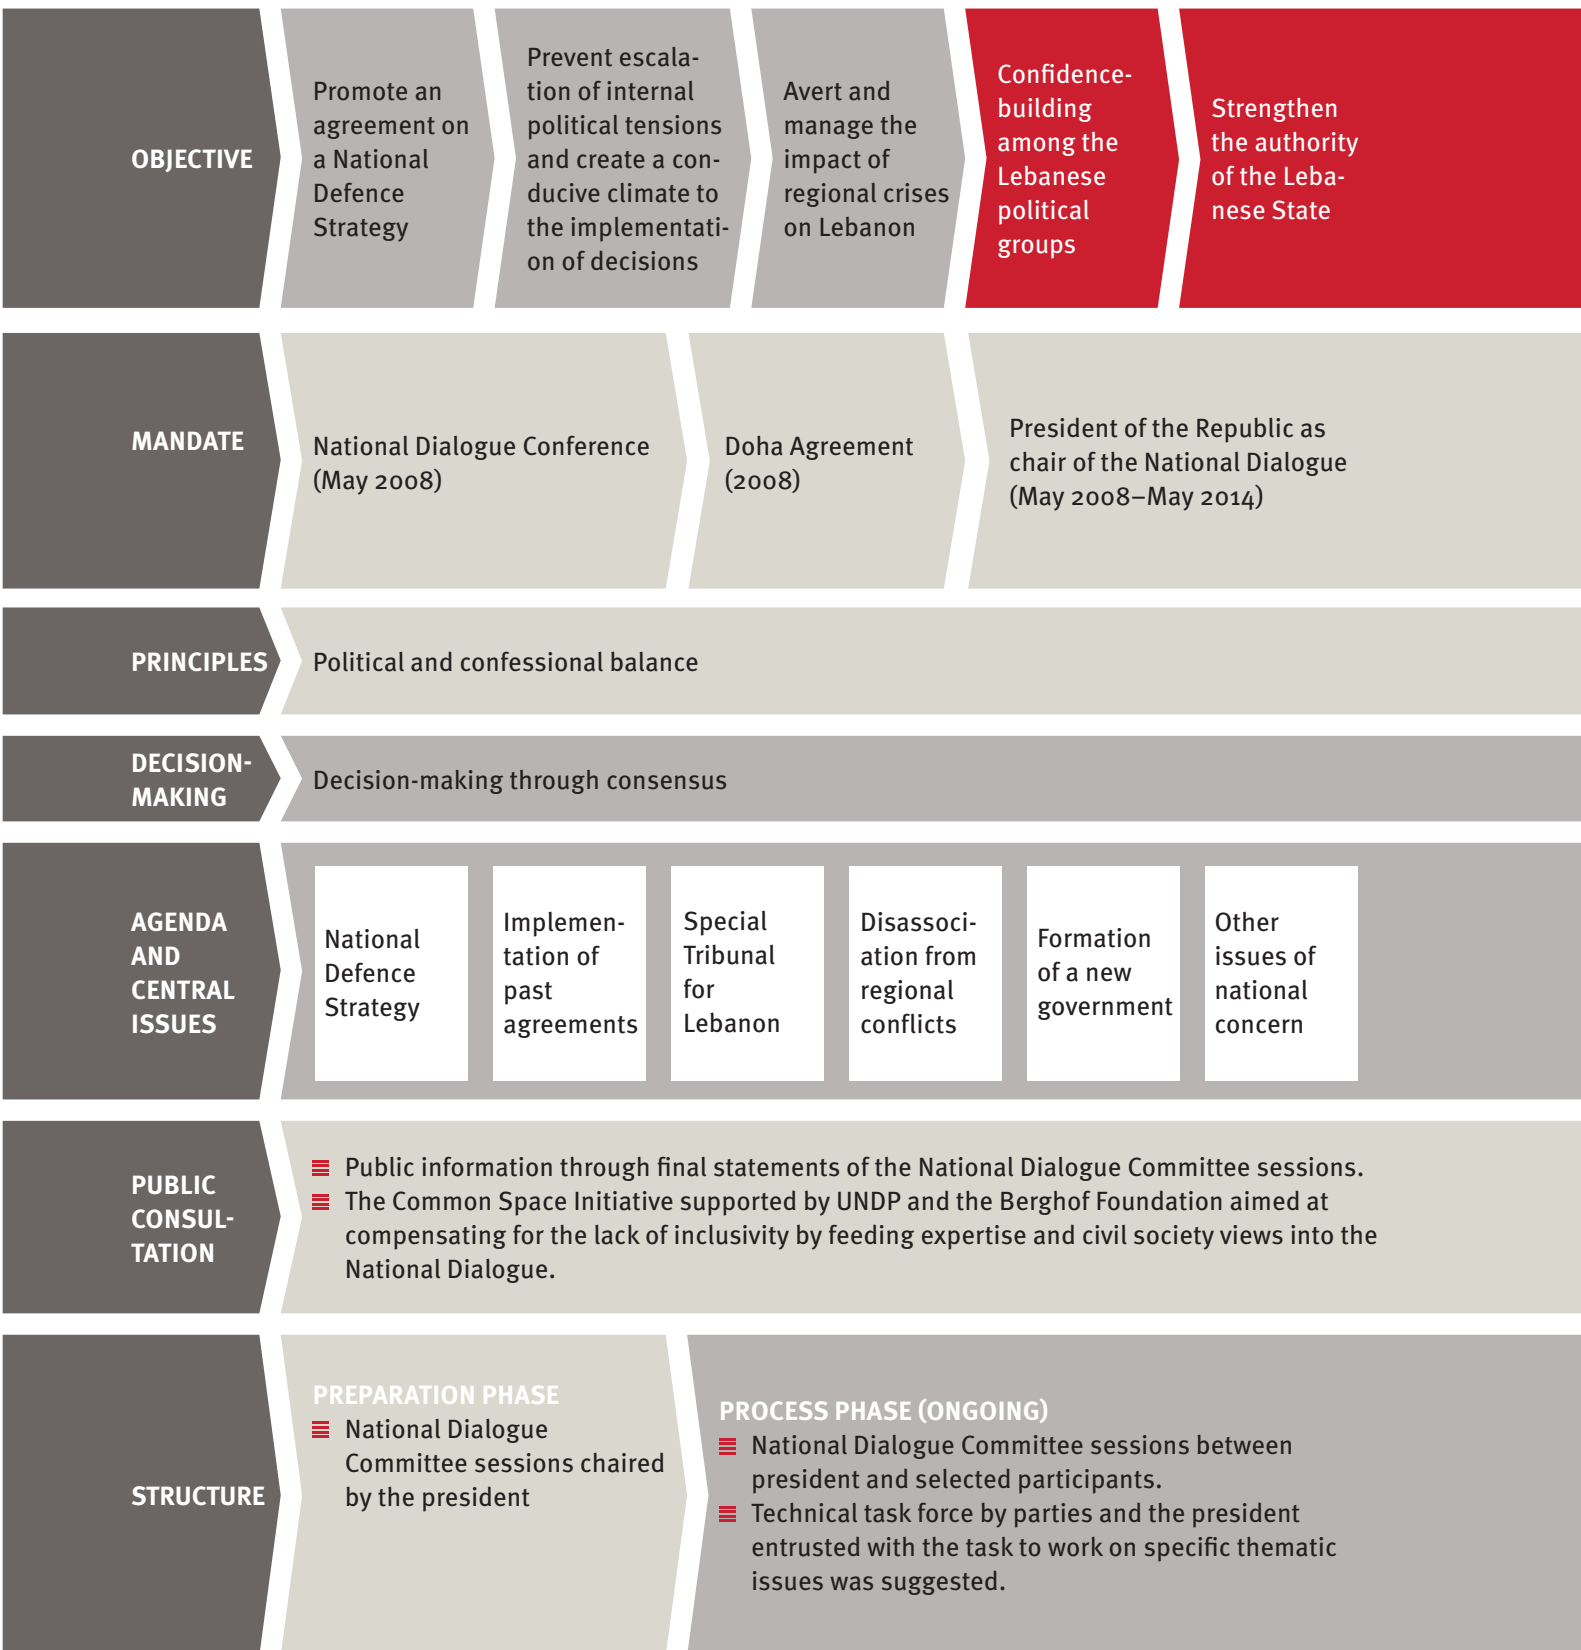 OBJECTIVE
Promote an
agreement on
a National
Defence
Strategy
Prevent escala-
tion of internal
political tensions
and create a con-
ducive climate to
the implementati-
on of decisions
Avert and
manage the
impact of
regional crises
on Lebanon
Confidence-
building
among the
Lebanese
political
groups
Strengthen
the authority
of the Leba-
nese State
MANDATE
National Dialogue Conference
(May 2008)
Doha Agreement
(2008)
President of the Republic as
chair of the National Dialogue
(May 2008–May 2014)
PRINCIPLES
Political and confessional balance
DECISION-
MAKING
Decision-making through consensus
AGENDA
AND
CENTRAL
ISSUES
National
Defence
Strategy
Implemen-
tation of
past
agreements
Special
Tribunal
for
Lebanon
Disassoci-
ation from
regional
conflicts
Formation
of a new
government
Other
issues of
national
concern
PUBLIC
CONSUL-
TATION
Public information through final statements of the National Dialogue Committee sessions.
The Common Space Initiative supported by UNDP and the Berghof Foundation aimed at
compensating for the lack of inclusivity by feeding expertise and civil society views into the
National Dialogue.
STRUCTURE
PREPARATION PHASE
National Dialogue
Committee sessions chaired
by the president
PROCESS PHASE (ONGOING)
National Dialogue Committee sessions between
president and selected participants.
Technical task force by parties and the president
entrusted with the task to work on specific thematic
issues was suggested.